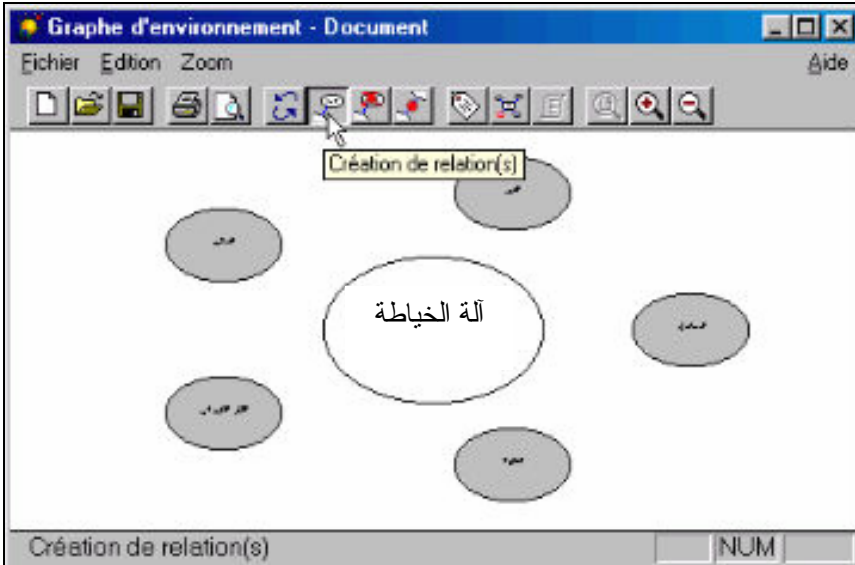 Graphe d'environnement - Document
Fichier Edition Zoom Aide
Création de relation(s)
آلة الخياطة
Création de relation(s) NUM